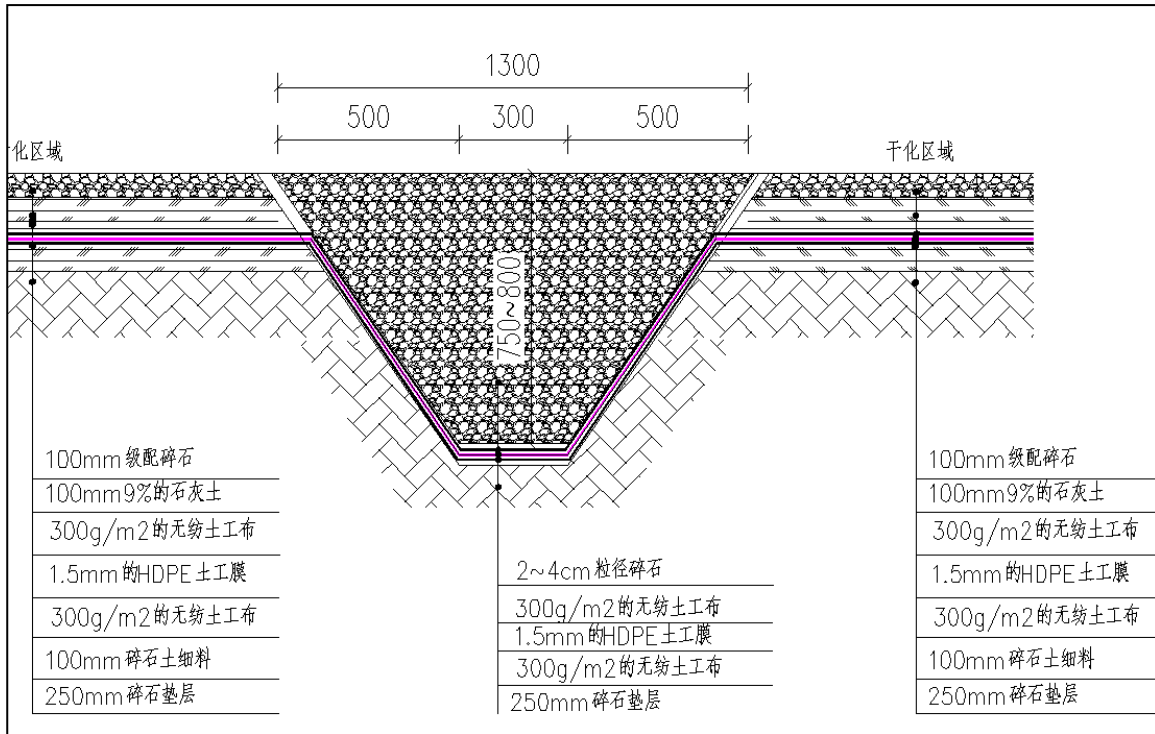 1300
500
300
500
化区域
干化区域
750~800
100mm级配碎石
100mm9%的石灰土
300g/m2的无纺土工布
1.5mm的HDPE土工膜
300g/m2的无纺土工布
100mm碎石土细料
250mm碎石垫层
2~4cm粒径碎石
300g/m2的无纺土工布
1.5mm的HDPE土工膜
300g/m2的无纺土工布
250mm碎石垫层
100mm级配碎石
100mm9%的石灰土
300g/m2的无纺土工布
1.5mm的HDPE土工膜
300g/m2的无纺土工布
100mm碎石土细料
250mm碎石垫层